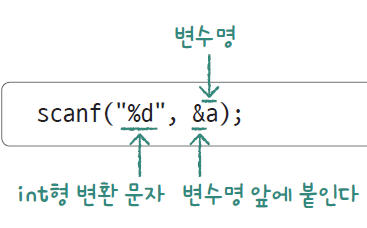 변수명
scanf("%d", &a);
int형 변환 문자 변수명 앞에 붙인다